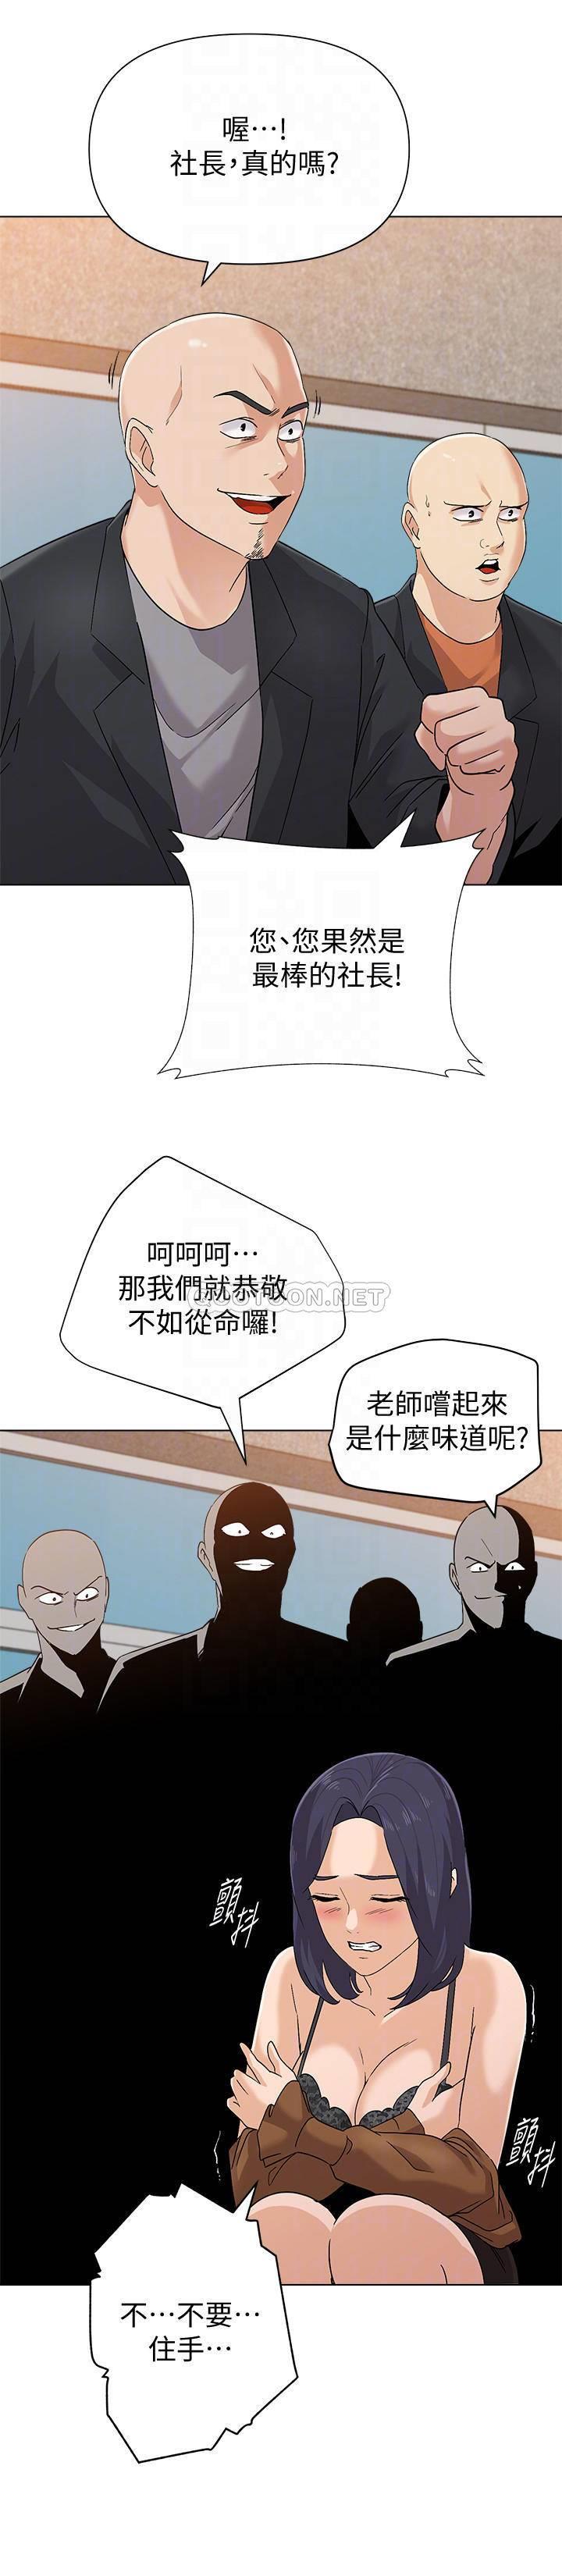 喔⋯!
社長,真的嗎?
您、您果然是
最棒的社長!
呵呵呵⋯
那我們就恭敬
不如從命囉!
老師嚐起來
是什麼味道呢?
顫抖
顫抖
不⋯不要⋯
住手⋯